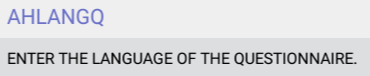 AHLANGQ
ENTER THE LANGUAGE OF THE QUESTIONNAIRE.